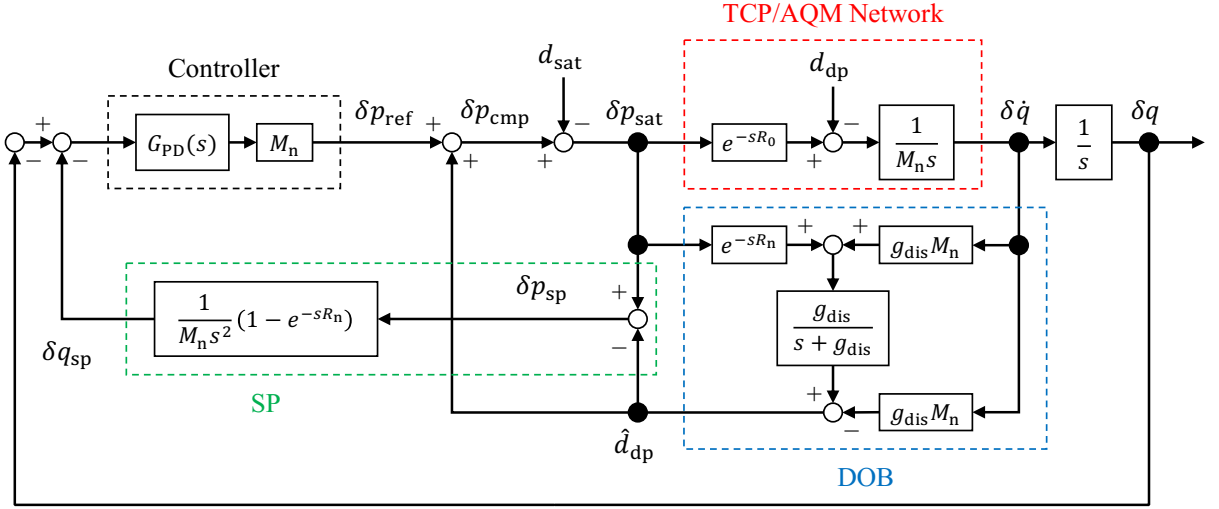 TCP/AQM Network
Controller
d_sat
d_dp
δp_ref
δp_cmp
δp_sat
δq̇
δq
+ − − + + + − + −
G_PD(s)
M_n
e^{-sR_0}
1/(M_n s)
1/s
e^{-sR_n}
+ +
g_dis M_n
δp_sp
+
1/(M_n s²) (1 − e^{-sR_n})
g_dis/(s + g_dis)
−
δq_sp
SP
+ −
g_dis M_n
d̂_dp
DOB